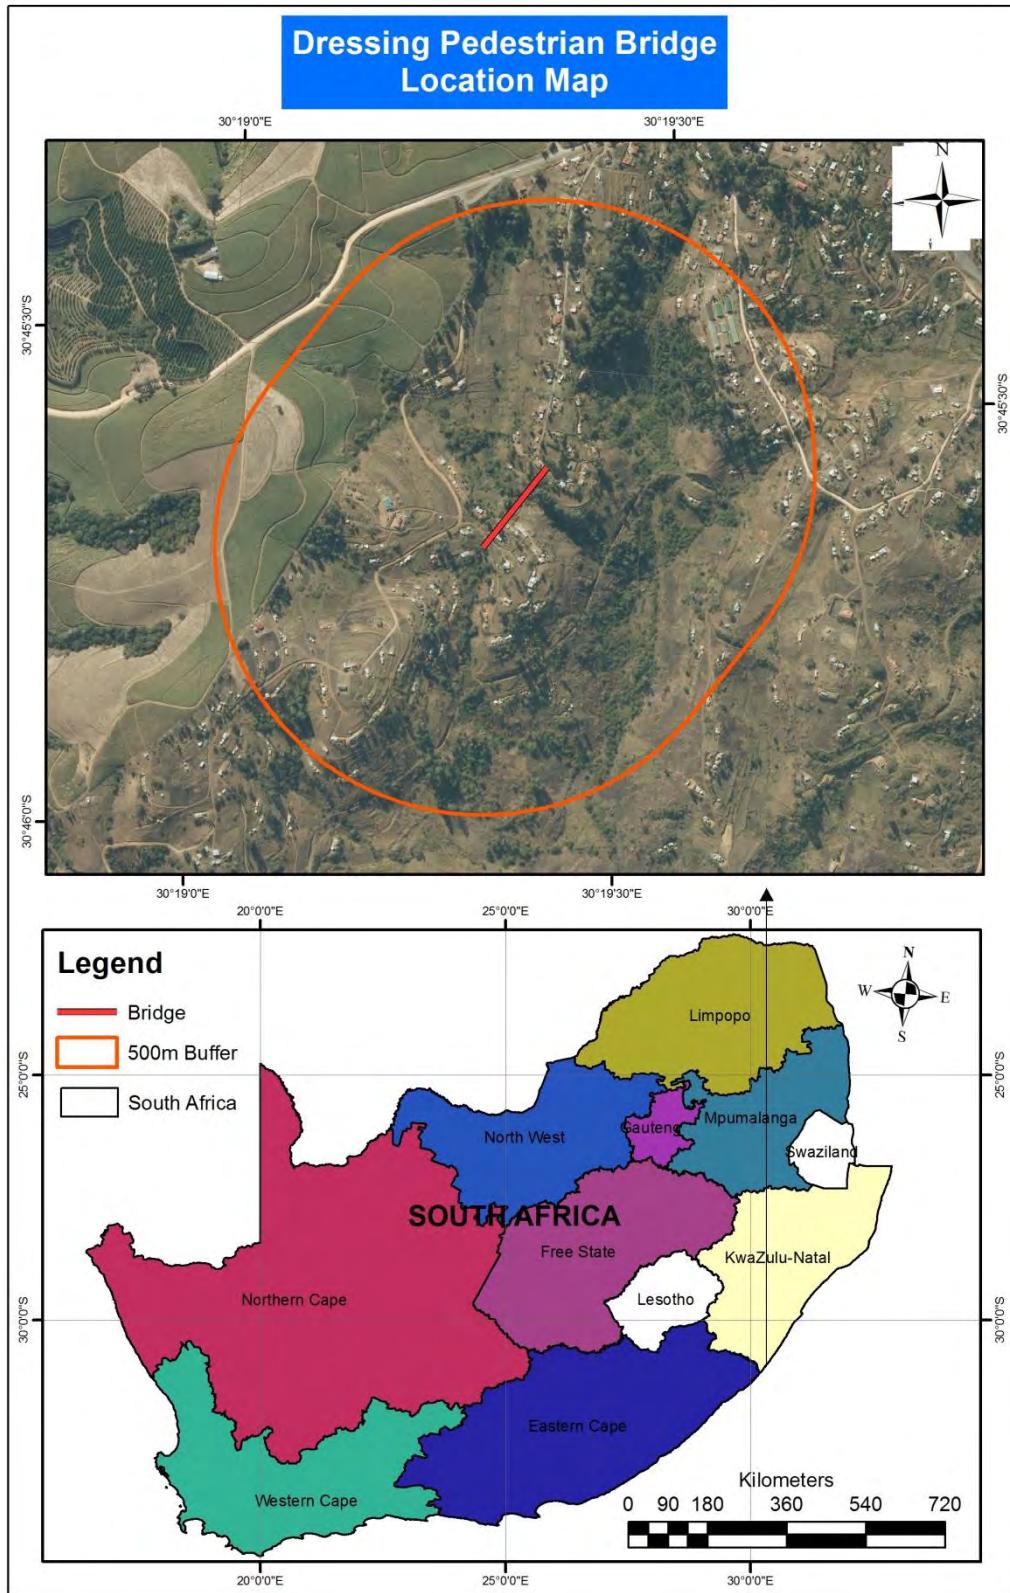 Dressing Pedestrian Bridge
Location Map
30°19'0"E
30°19'30"E
N
30°45'30"S
30°45'30"S
30°46'0"S
30°19'0"E
30°19'30"E
20°0'0"E
25°0'0"E
30°0'0"E
Legend
Bridge
500m Buffer
South Africa
N
W
E
S
Limpopo
25°0'0"S
25°0'0"S
Mpumalanga
Gauteng
North West
Swaziland
SOUTH AFRICA
Free State
KwaZulu-Natal
Northern Cape
Lesotho
30°0'0"S
30°0'0"S
Eastern Cape
Western Cape
Kilometers
0 90 180 360 540 720
20°0'0"E
25°0'0"E
30°0'0"E